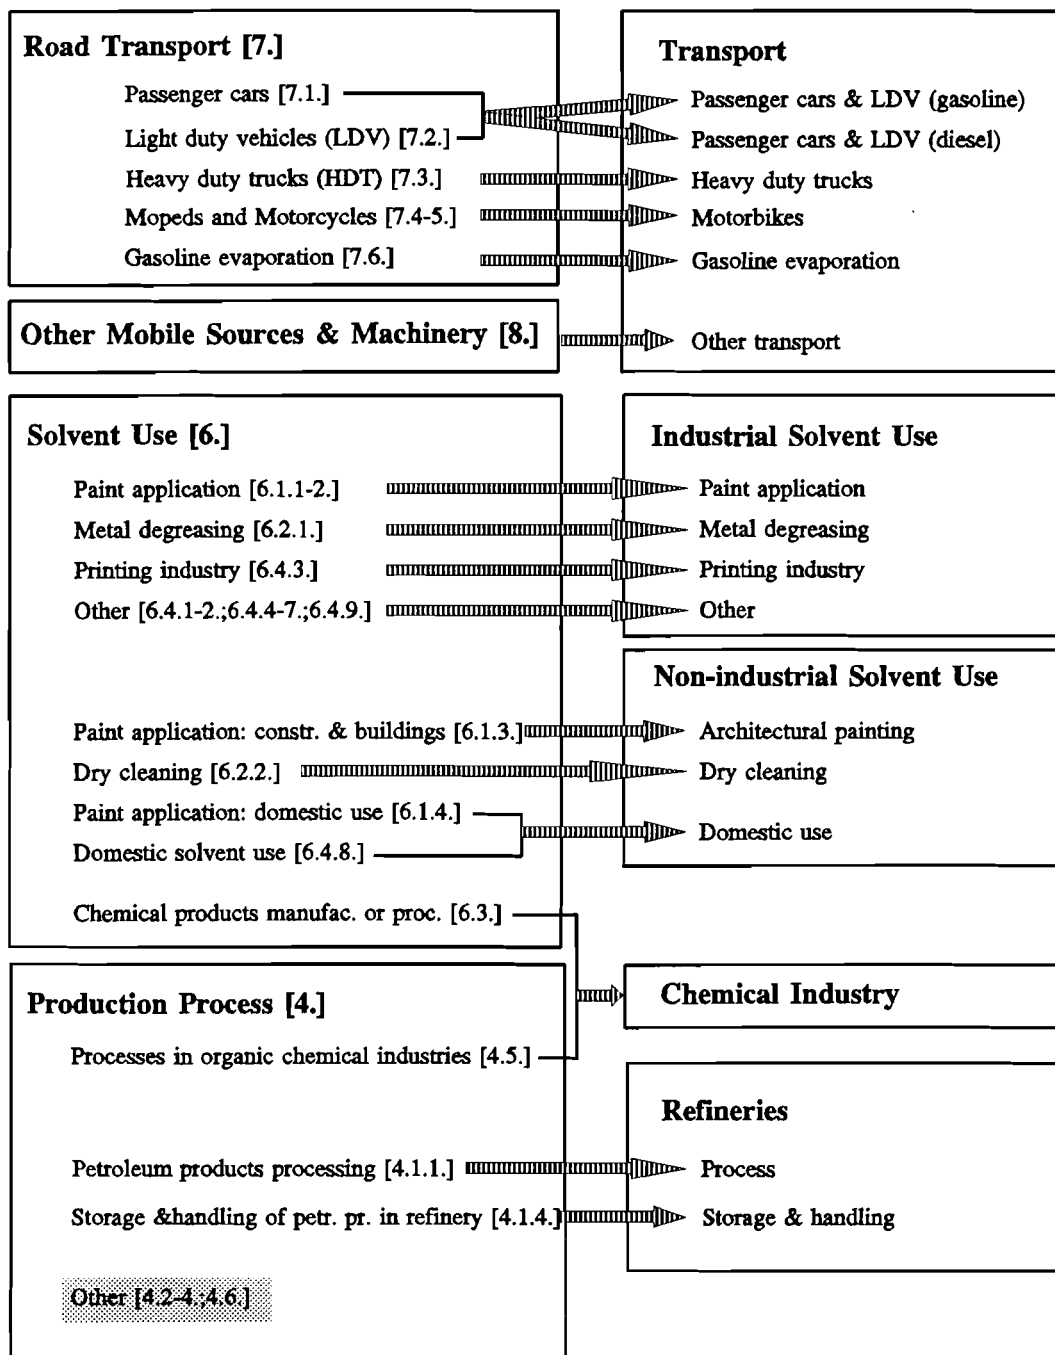 Road Transport [7.]
Passenger cars [7.1.]
Light duty vehicles (LDV) [7.2.]
Heavy duty trucks (HDT) [7.3.]
Mopeds and Motorcycles [7.4-5.]
Gasoline evaporation [7.6.]
Other Mobile Sources & Machinery [8.]
Transport
Passenger cars & LDV (gasoline)
Passenger cars & LDV (diesel)
Heavy duty trucks
Motorbikes
Gasoline evaporation
Other transport
Solvent Use [6.]
Paint application [6.1.1-2.]
Metal degreasing [6.2.1.]
Printing industry [6.4.3.]
Other [6.4.1-2.;6.4.4-7.;6.4.9.]
Paint application: constr. & buildings [6.1.3.]
Dry cleaning [6.2.2.]
Paint application: domestic use [6.1.4.]
Domestic solvent use [6.4.8.]
Chemical products manufac. or proc. [6.3.]
Industrial Solvent Use
Paint application
Metal degreasing
Printing industry
Other
Non-industrial Solvent Use
Architectural painting
Dry cleaning
Domestic use
Production Process [4.]
Processes in organic chemical industries [4.5.]
Petroleum products processing [4.1.1.]
Storage &handling of petr. pr. in refinery [4.1.4.]
Other [4.2-4.;4.6.]
Chemical Industry
Refineries
Process
Storage & handling